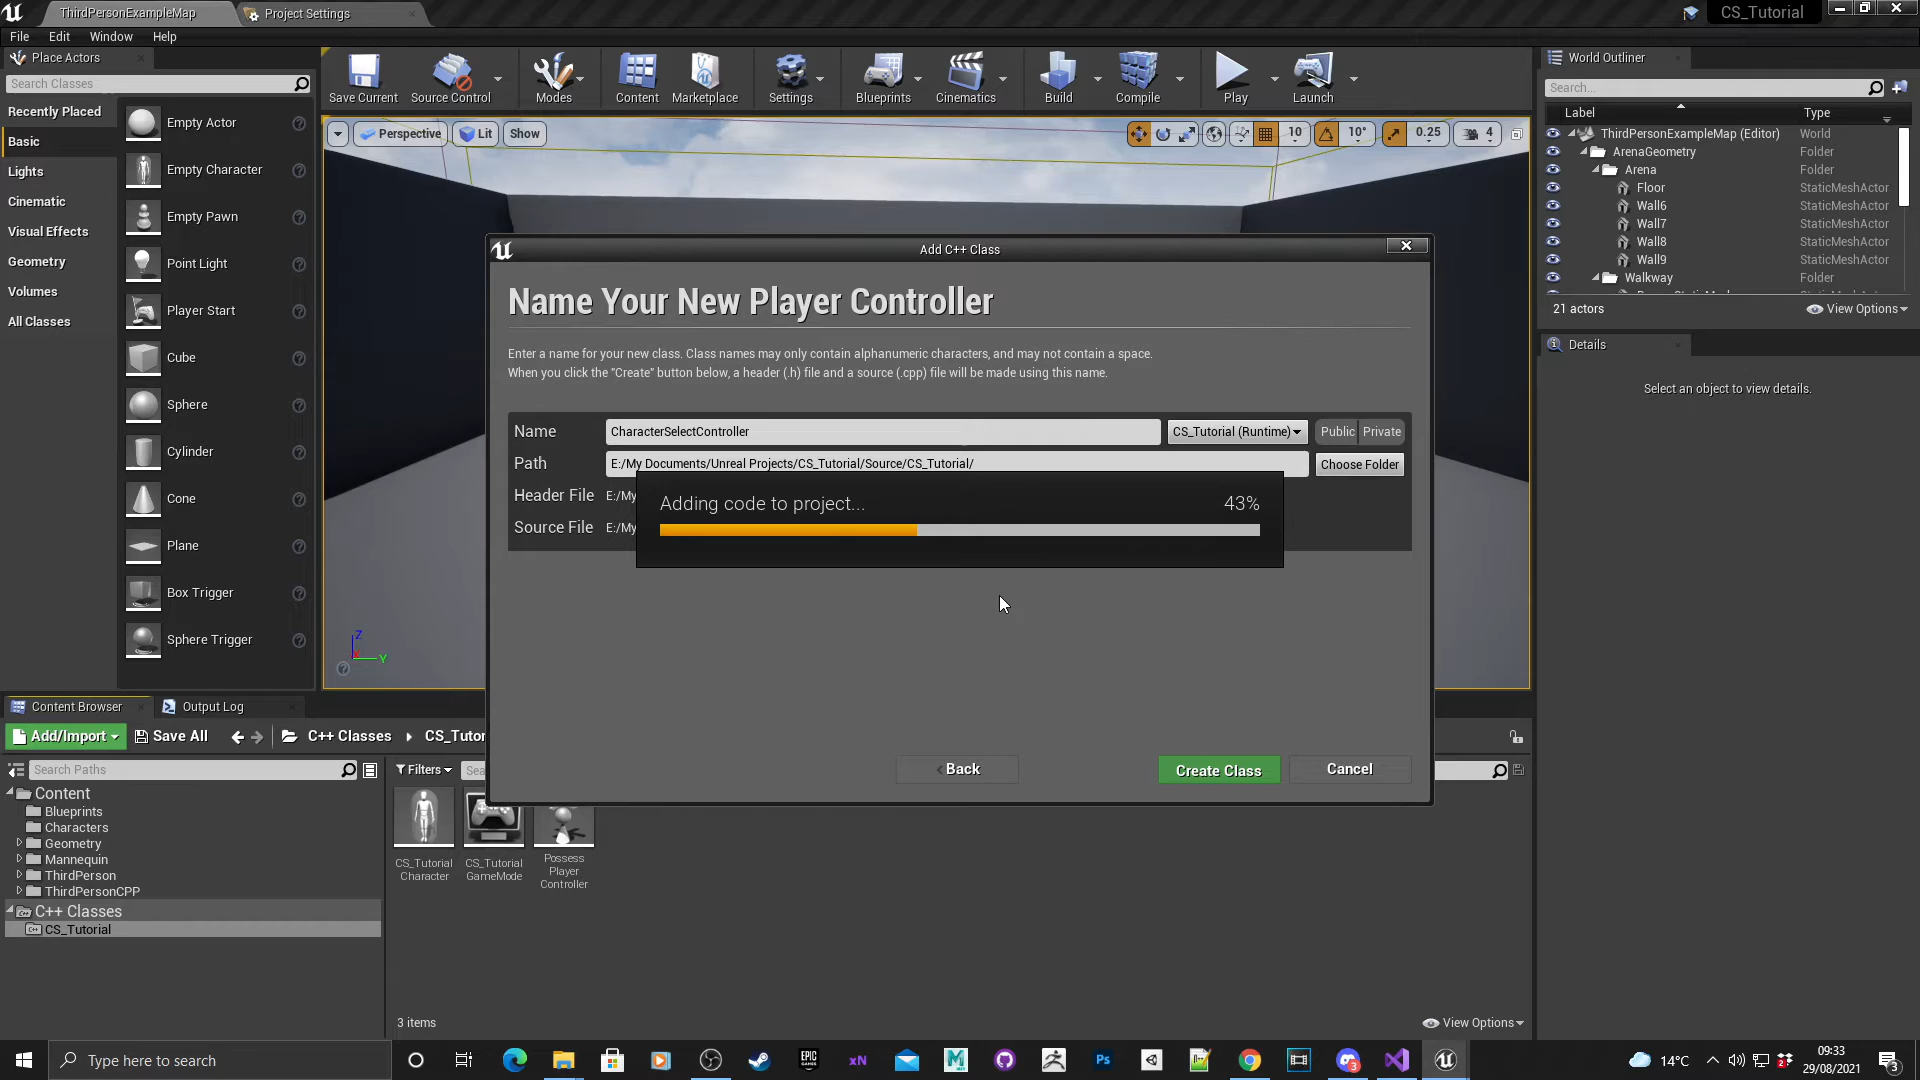 ThirdPersonExampleMap
Project Settings
CS_Tutorial
File Edit Window Help
Place Actors
Search Classes
Recently Placed
Basic
Lights
Cinematic
Visual Effects
Geometry
Volumes
All Classes
Empty Actor
Empty Character
Empty Pawn
Point Light
Player Start
Cube
Sphere
Cylinder
Cone
Plane
Box Trigger
Sphere Trigger
Save Current
Source Control
Modes
Content
Marketplace
Settings
Blueprints
Cinematics
Build
Compile
Play
Launch
Perspective Lit Show
10 10° 0.25 4
Z
X
Y
World Outliner
Search...
Label Type
ThirdPersonExampleMap (Editor) World
ArenaGeometry Folder
Arena Folder
Floor StaticMeshActor
Wall6 StaticMeshActor
Wall7 StaticMeshActor
Wall8 StaticMeshActor
Wall9 StaticMeshActor
Walkway Folder
21 actors
View Options
Details
Select an object to view details.
Add C++ Class
Name Your New Player Controller
Enter a name for your new class. Class names may only contain alphanumeric characters, and may not contain a space.
When you click the "Create" button below, a header (.h) file and a source (.cpp) file will be made using this name.
Name CharacterSelectController CS_Tutorial (Runtime) Public Private
Path E:/My Documents/Unreal Projects/CS_Tutorial/Source/CS_Tutorial/ Choose Folder
Header File E:/My
Source File E:/My
Adding code to project... 43%
Back
Create Class
Cancel
Content Browser
Output Log
Add/Import Save All C++ Classes CS_Tutor
Search Paths
Filters Sea
Content
Blueprints
Characters
Geometry
Mannequin
ThirdPerson
ThirdPersonCPP
C++ Classes
CS_Tutorial
CS_Tutorial
Character
CS_Tutorial
GameMode
Possess
Player
Controller
3 items
View Options
Type here to search
xN
EPIC
GAMES
Ps
3
14°C
09:33
29/08/2021
3